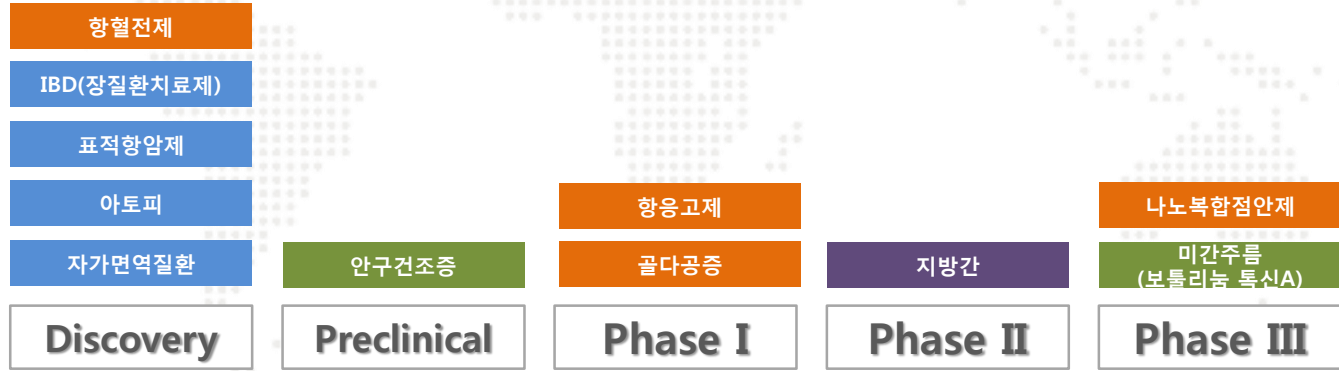 항혈전제
IBD(장질환치료제)
표적항암제
아토피
자가면역질환
Discovery
안구건조증
Preclinical
항응고제
골다공증
Phase I
지방간
Phase II
나노복합점안제
미간주름
(보툴리눔 톡신A)
Phase III